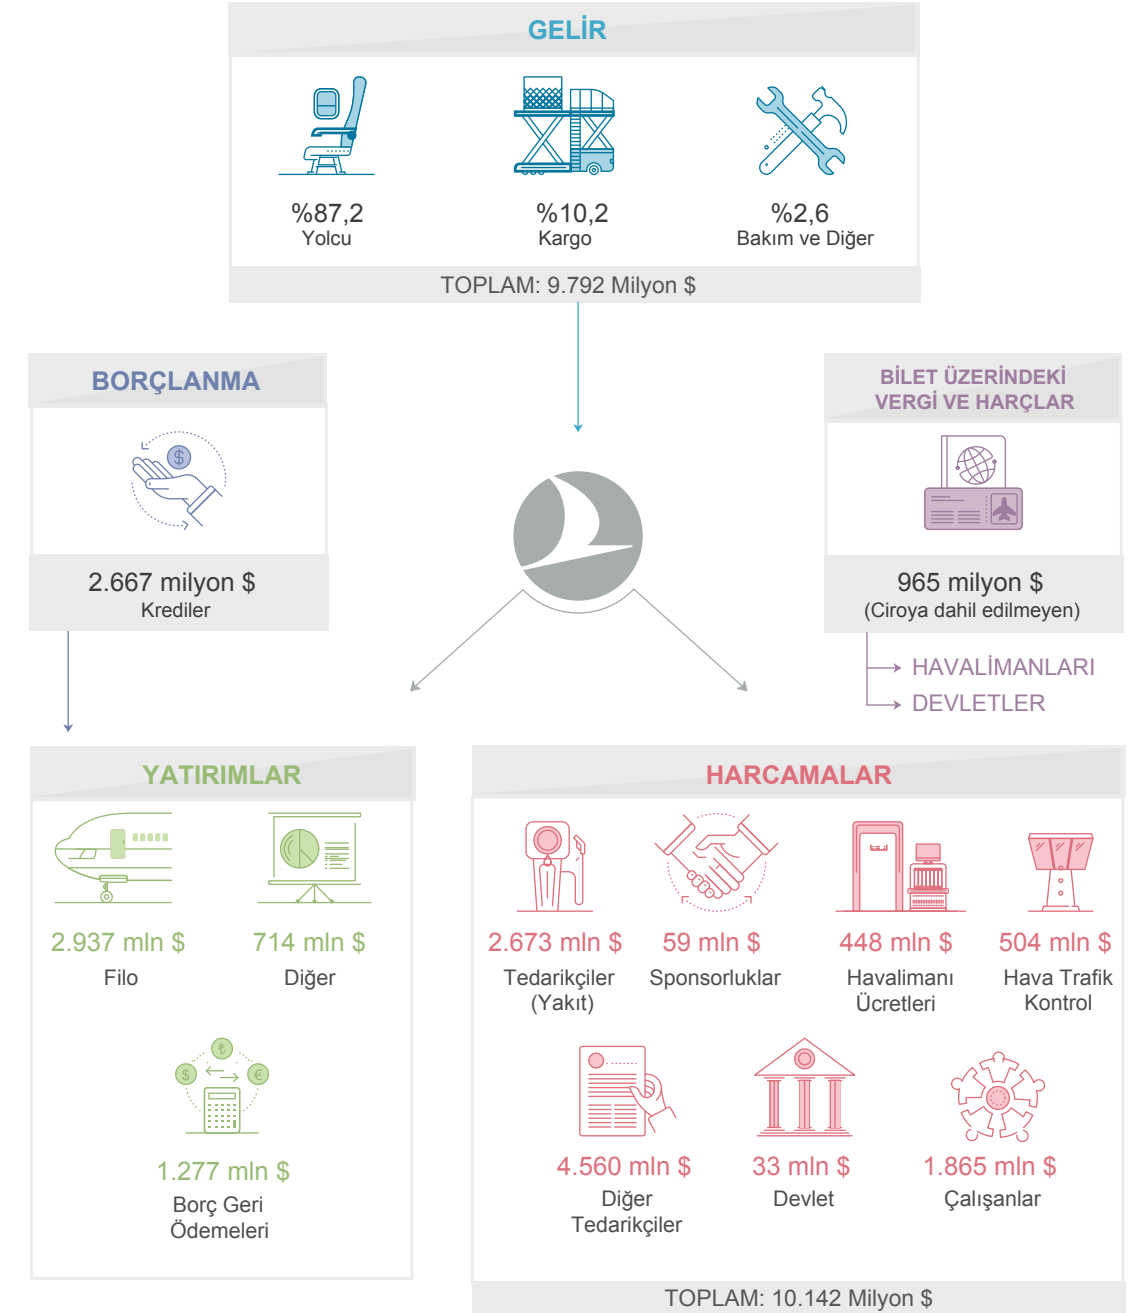 GELİR
%87,2
Yolcu
%10,2
Kargo
%2,6
Bakım ve Diğer
TOPLAM: 9.792 Milyon $
BORÇLANMA
$
2.667 milyon $
Krediler
BİLET ÜZERİNDEKİ
VERGİ VE HARÇLAR
965 milyon $
(Ciroya dahil edilmeyen)
HAVALİMANLARI
DEVLETLER
YATIRIMLAR
2.937 mln $
Filo
714 mln $
Diğer
$ ₺ €
1.277 mln $
Borç Geri
Ödemeleri
HARCAMALAR
2.673 mln $
Tedarikçiler
(Yakıt)
59 mln $
Sponsorluklar
448 mln $
Havalimanı
Ücretleri
504 mln $
Hava Trafik
Kontrol
4.560 mln $
Diğer
Tedarikçiler
33 mln $
Devlet
1.865 mln $
Çalışanlar
TOPLAM: 10.142 Milyon $